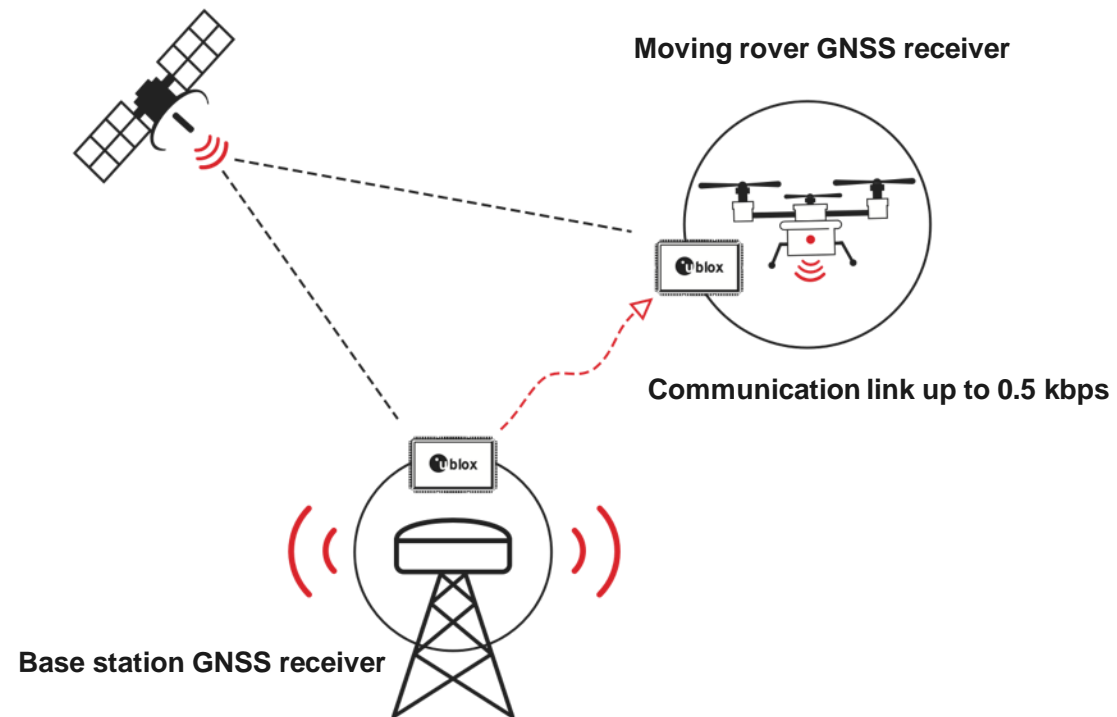 Moving rover GNSS receiver
ublox
Communication link up to 0.5 kbps
ublox
Base station GNSS receiver